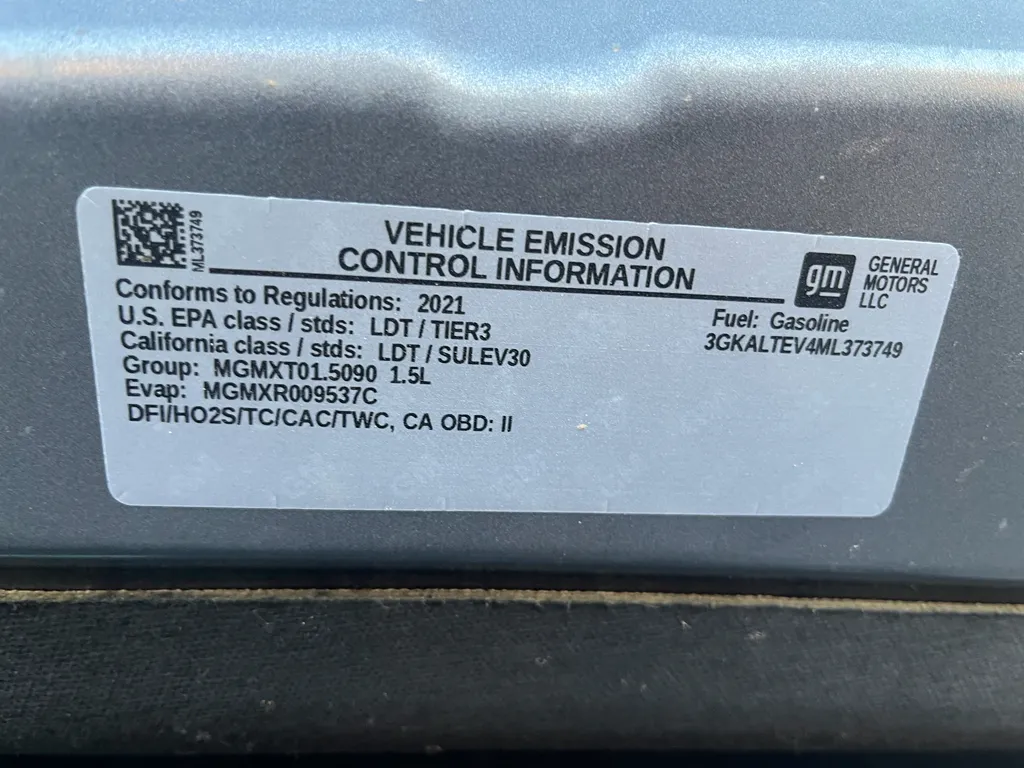 ML373749
VEHICLE EMISSION
CONTROL INFORMATION
gm
GENERAL
MOTORS
LLC
Conforms to Regulations: 2021
U.S. EPA class / stds: LDT / TIER3
California class / stds: LDT / SULEV30
Group: MGMXT01.5090 1.5L
Evap: MGMXR009537C
DFI/HO2S/TC/CAC/TWC, CA OBD: II
Fuel: Gasoline
3GKALTEV4ML373749